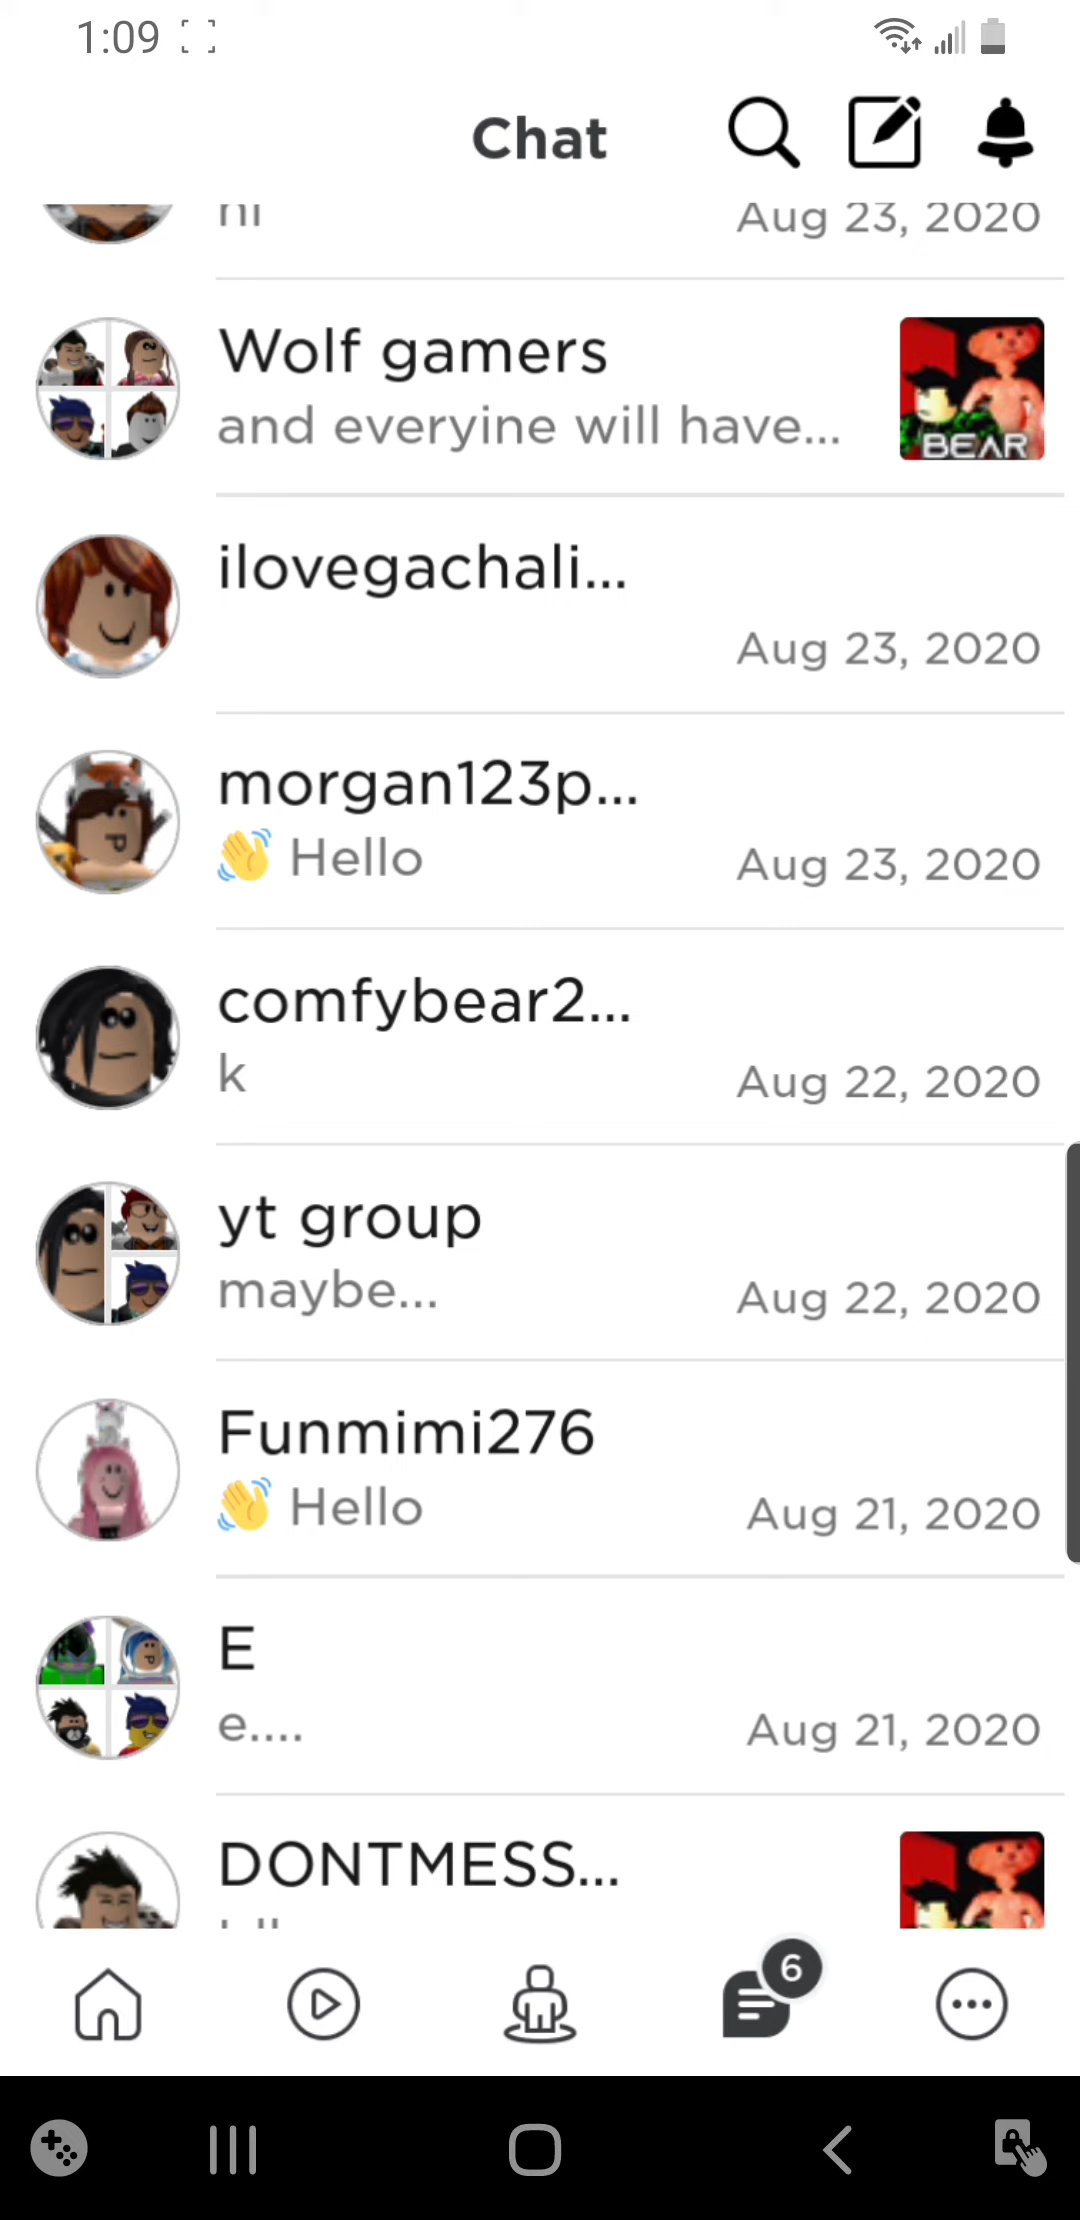 1:09
Chat
hi
Aug 23, 2020
Wolf gamers
and everyine will have...
BEAR
ilovegachali...
Aug 23, 2020
morgan123p...
👋 Hello
Aug 23, 2020
comfybear2...
k
Aug 22, 2020
yt group
maybe...
Aug 22, 2020
Funmimi276
👋 Hello
Aug 21, 2020
E
e....
Aug 21, 2020
DONTMESS...
6